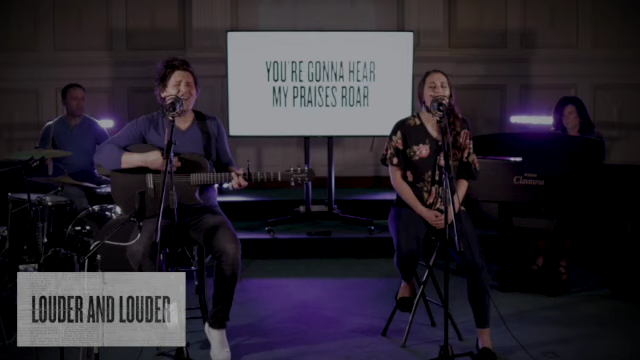 YOU'RE GONNA HEAR
MY PRAISES ROAR
LOUDER AND LOUDER